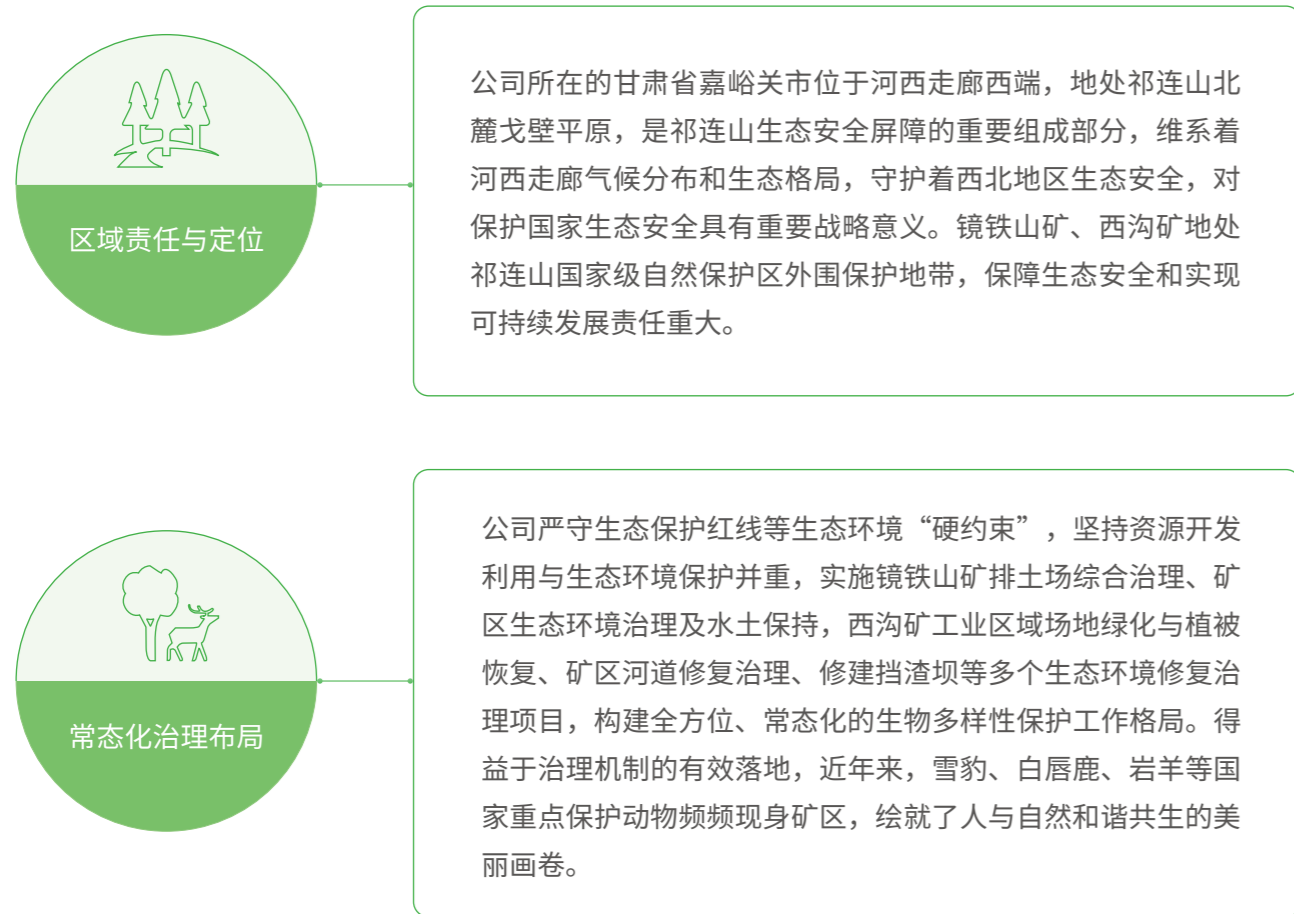 区域责任与定位
公司所在的甘肃省嘉峪关市位于河西走廊西端，地处祁连山北
麓戈壁平原，是祁连山生态安全屏障的重要组成部分，维系着
河西走廊气候分布和生态格局，守护着西北地区生态安全，对
保护国家生态安全具有重要战略意义。镜铁山矿、西沟矿地处
祁连山国家级自然保护区外围保护地带，保障生态安全和实现
可持续发展责任重大。
常态化治理布局
公司严守生态保护红线等生态环境“硬约束”，坚持资源开发
利用与生态环境保护并重，实施镜铁山矿排土场综合治理、矿
区生态环境治理及水土保持，西沟矿工业区域场地绿化与植被
恢复、矿区河道修复治理、修建挡渣坝等多个生态环境修复治
理项目，构建全方位、常态化的生物多样性保护工作格局。得
益于治理机制的有效落地，近年来，雪豹、白唇鹿、岩羊等国
家重点保护动物频频现身矿区，绘就了人与自然和谐共生的美
丽画卷。